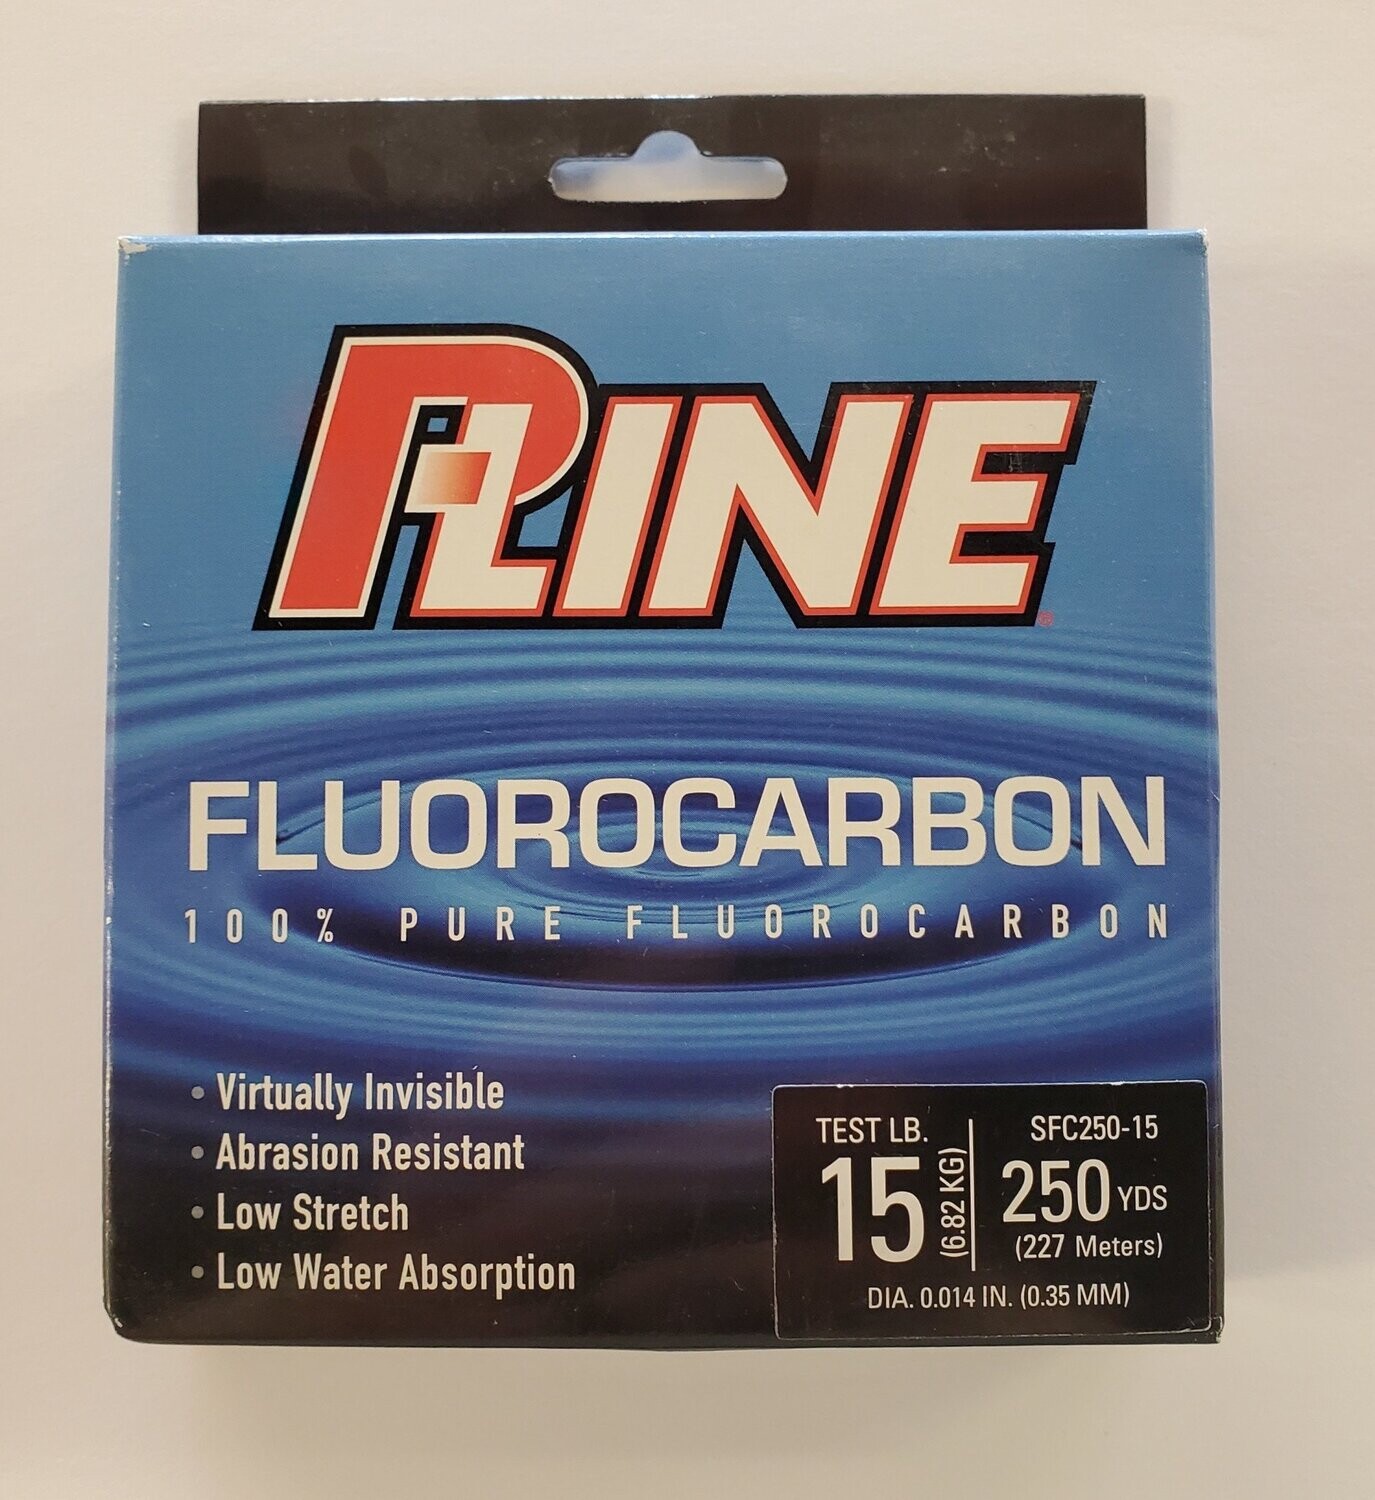 PLINE®
FLUOROCARBON
100% PURE FLUOROCARBON
• Virtually Invisible
• Abrasion Resistant
• Low Stretch
• Low Water Absorption
TEST LB.
15
(6.82 KG)
SFC250-15
250 YDS
(227 Meters)
DIA. 0.014 IN. (0.35 MM)